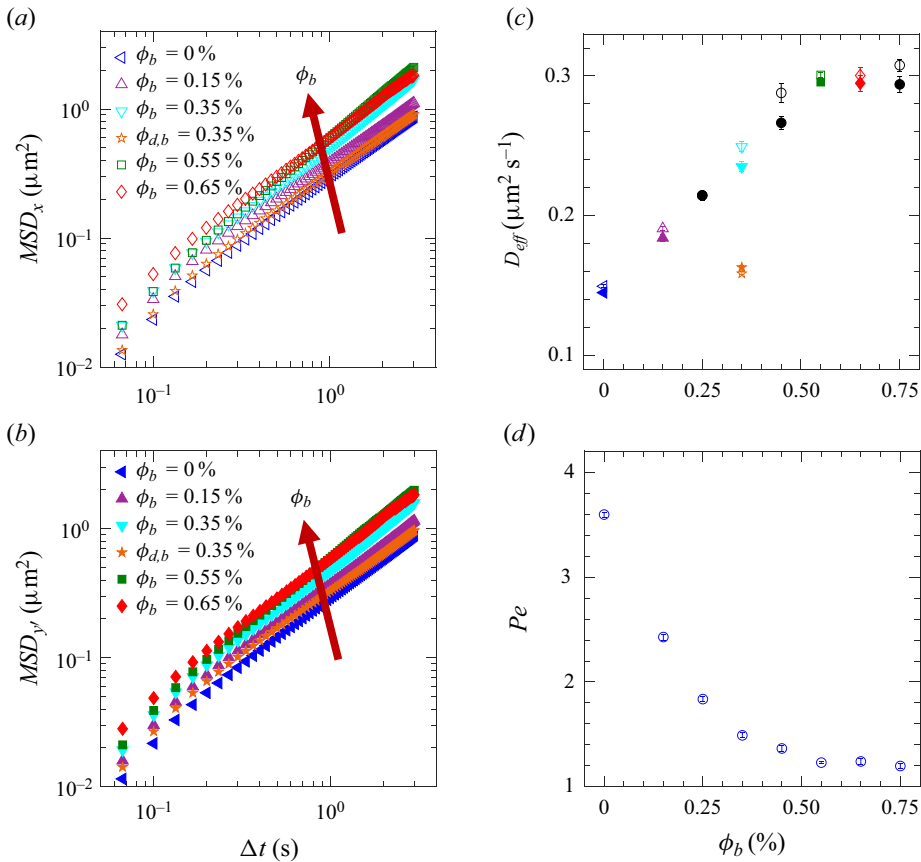 (a)
ϕb = 0 %
ϕb = 0.15 %
ϕb = 0.35 %
ϕd,b = 0.35 %
ϕb = 0.55 %
ϕb = 0.65 %
ϕb
10⁰
10⁻¹
10⁻²
MSDx (μm²)
10⁻¹
10⁰
(b)
ϕb = 0 %
ϕb = 0.15 %
ϕb = 0.35 %
ϕd,b = 0.35 %
ϕb = 0.55 %
ϕb = 0.65 %
ϕb
10⁰
10⁻¹
10⁻²
MSDy′ (μm²)
10⁻¹
10⁰
Δt (s)
(c)
0.3
0.2
0.1
Deff (μm² s⁻¹)
0
0.25
0.50
0.75
(d)
4
3
2
1
Pe
0
0.25
0.50
0.75
ϕb (%)